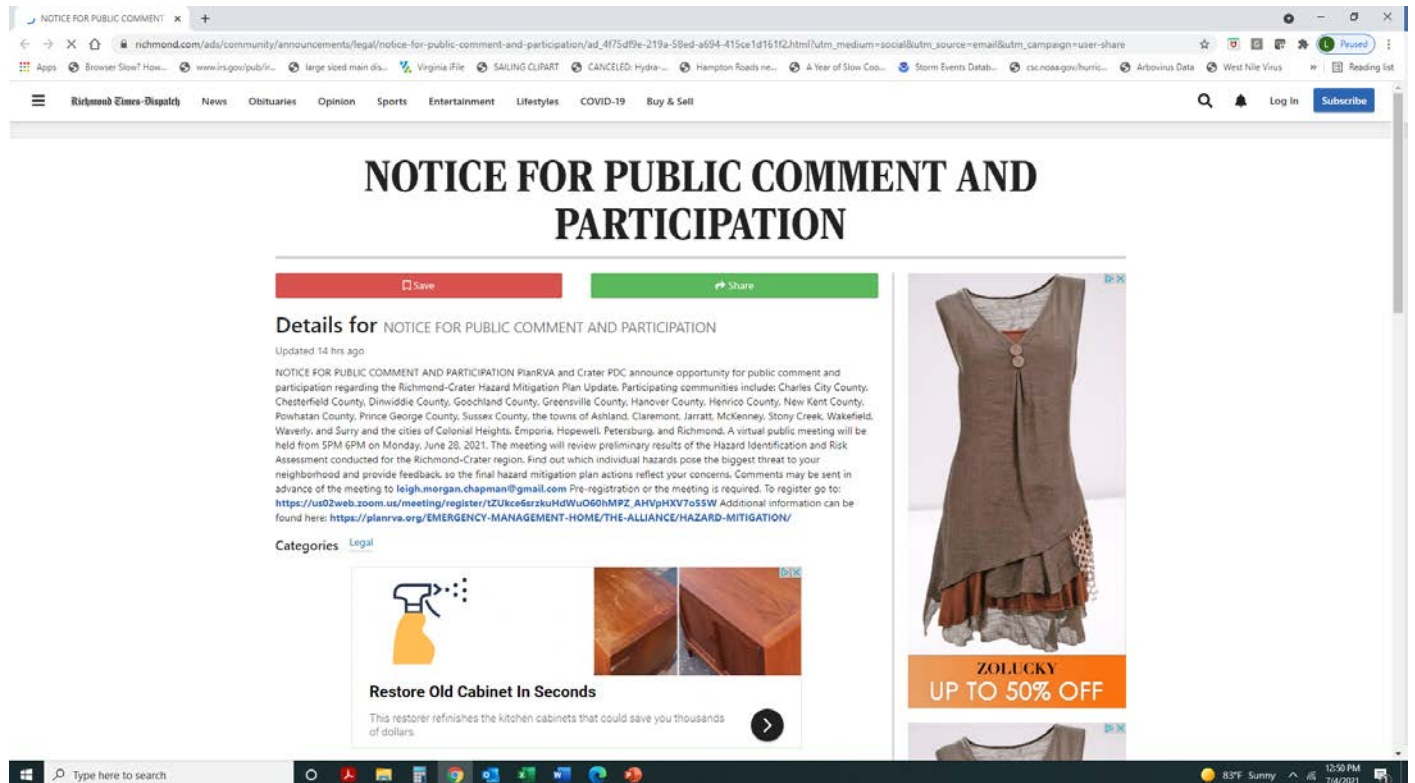 NOTICE FOR PUBLIC COMMENT
richmond.com/ads/community/announcements/legal/notice-for-public-comment-and-participation/ad_4f75df9e-219a-58ed-a694-415ce1d161f2.html?utm_medium=social&utm_source=email&utm_campaign=user-share
Paused
Apps Browser Slow? How... www.irs.gov/pub/ir... large sized main dis... Virginia iFile SAILING CLIPART CANCELED: Hydra-... Hampton Roads ne... A Year of Slow Coo... Storm Events Datab... csc.noaa.gov/hurric... Arbovirus Data West Nile Virus » Reading list
Richmond Times-Dispatch News Obituaries Opinion Sports Entertainment Lifestyles COVID-19 Buy & Sell Log In Subscribe
NOTICE FOR PUBLIC COMMENT AND
PARTICIPATION
Save Share
Details for NOTICE FOR PUBLIC COMMENT AND PARTICIPATION
Updated 14 hrs ago
NOTICE FOR PUBLIC COMMENT AND PARTICIPATION PlanRVA and Crater PDC announce opportunity for public comment and
participation regarding the Richmond-Crater Hazard Mitigation Plan Update. Participating communities include: Charles City County,
Chesterfield County, Dinwiddie County, Goochland County, Greensville County, Hanover County, Henrico County, New Kent County,
Powhatan County, Prince George County, Sussex County, the towns of Ashland, Claremont, Jarratt, McKenney, Stony Creek, Wakefield,
Waverly, and Surry and the cities of Colonial Heights, Emporia, Hopewell, Petersburg, and Richmond. A virtual public meeting will be
held from 5PM 6PM on Monday, June 28, 2021. The meeting will review preliminary results of the Hazard Identification and Risk
Assessment conducted for the Richmond-Crater region. Find out which individual hazards pose the biggest threat to your
neighborhood and provide feedback, so the final hazard mitigation plan actions reflect your concerns. Comments may be sent in
advance of the meeting to leigh.morgan.chapman@gmail.com Pre-registration or the meeting is required. To register go to:
https://us02web.zoom.us/meeting/register/tZUkce6srzkuHdWuO60hMPZ_AHVpHXV7o55W Additional information can be
found here: https://planrva.org/EMERGENCY-MANAGEMENT-HOME/THE-ALLIANCE/HAZARD-MITIGATION/
Categories Legal
Restore Old Cabinet In Seconds
This restorer refinishes the kitchen cabinets that could save you thousands
of dollars.
ZOLUCKY
UP TO 50% OFF
Type here to search
83°F Sunny
12:50 PM
7/4/2021